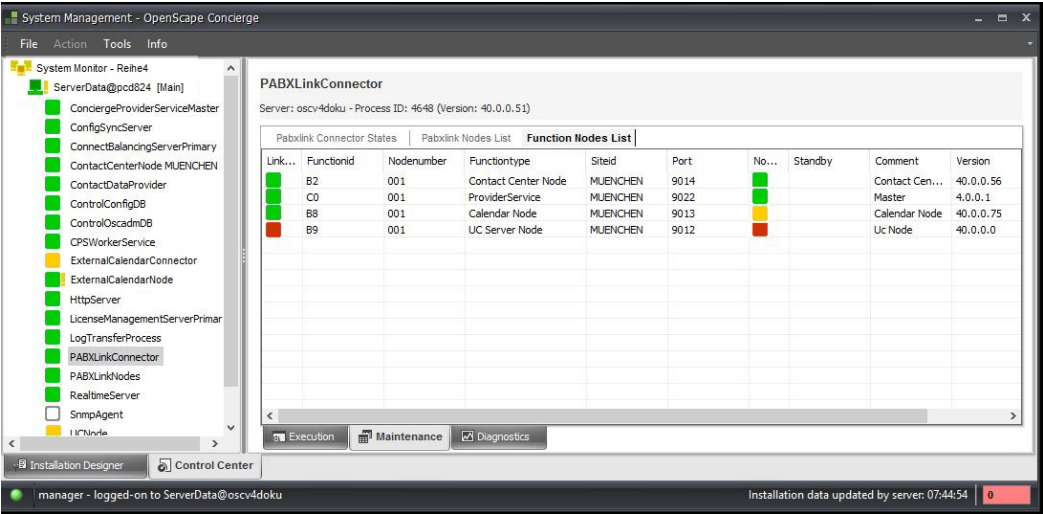 System Management - OpenScape Concierge
File Action Tools Info
System Monitor - Reihe4
ServerData@pcd824 [Main]
ConciergeProviderServiceMaster
ConfigSyncServer
ConnectBalancingServerPrimary
ContactCenterNode MUENCHEN
ContactDataProvider
ControlConfigDB
ControlOscadmDB
CPSWorkerService
ExternalCalendarConnector
ExternalCalendarNode
HttpServer
LicenseManagementServerPrimar
LogTransferProcess
PABXLinkConnector
PABXLinkNodes
RealtimeServer
SnmpAgent
UCNode
PABXLinkConnector
Server: oscv4doku - Process ID: 4648 (Version: 40.0.0.51)
Pabxlink Connector States Pabxlink Nodes List Function Nodes List
Link... Functionid Nodenumber Functiontype Siteid Port No... Standby Comment Version
B2 001 Contact Center Node MUENCHEN 9014 Contact Cen... 40.0.0.56
C0 001 ProviderService MUENCHEN 9022 Master 4.0.0.1
B8 001 Calendar Node MUENCHEN 9013 Calendar Node 40.0.0.75
B9 001 UC Server Node MUENCHEN 9012 Uc Node 40.0.0.0
Execution Maintenance Diagnostics
Installation Designer Control Center
manager - logged-on to ServerData@oscv4doku Installation data updated by server: 07:44:54 0